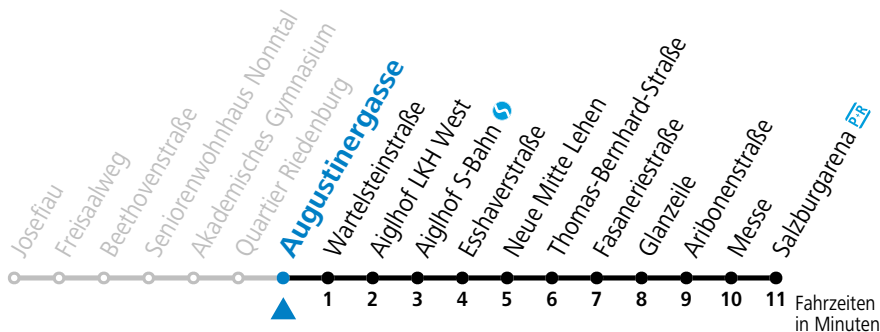 Josefiau
Freisaalweg
Beethovenstraße
Seniorenwohnhaus Nonntal
Akademisches Gymnasium
Quartier Riedenburg
Augustinergasse
Wartelsteinstraße
Aiglhof LKH West
Aiglhof S-Bahn S
Esshaverstraße
Neue Mitte Lehen
Thomas-Bernhard-Straße
Fasaneriestraße
Glanzeile
Aribonenstraße
Messe
Salzburgarena P+R
1 2 3 4 5 6 7 8 9 10 11
Fahrzeiten
in Minuten